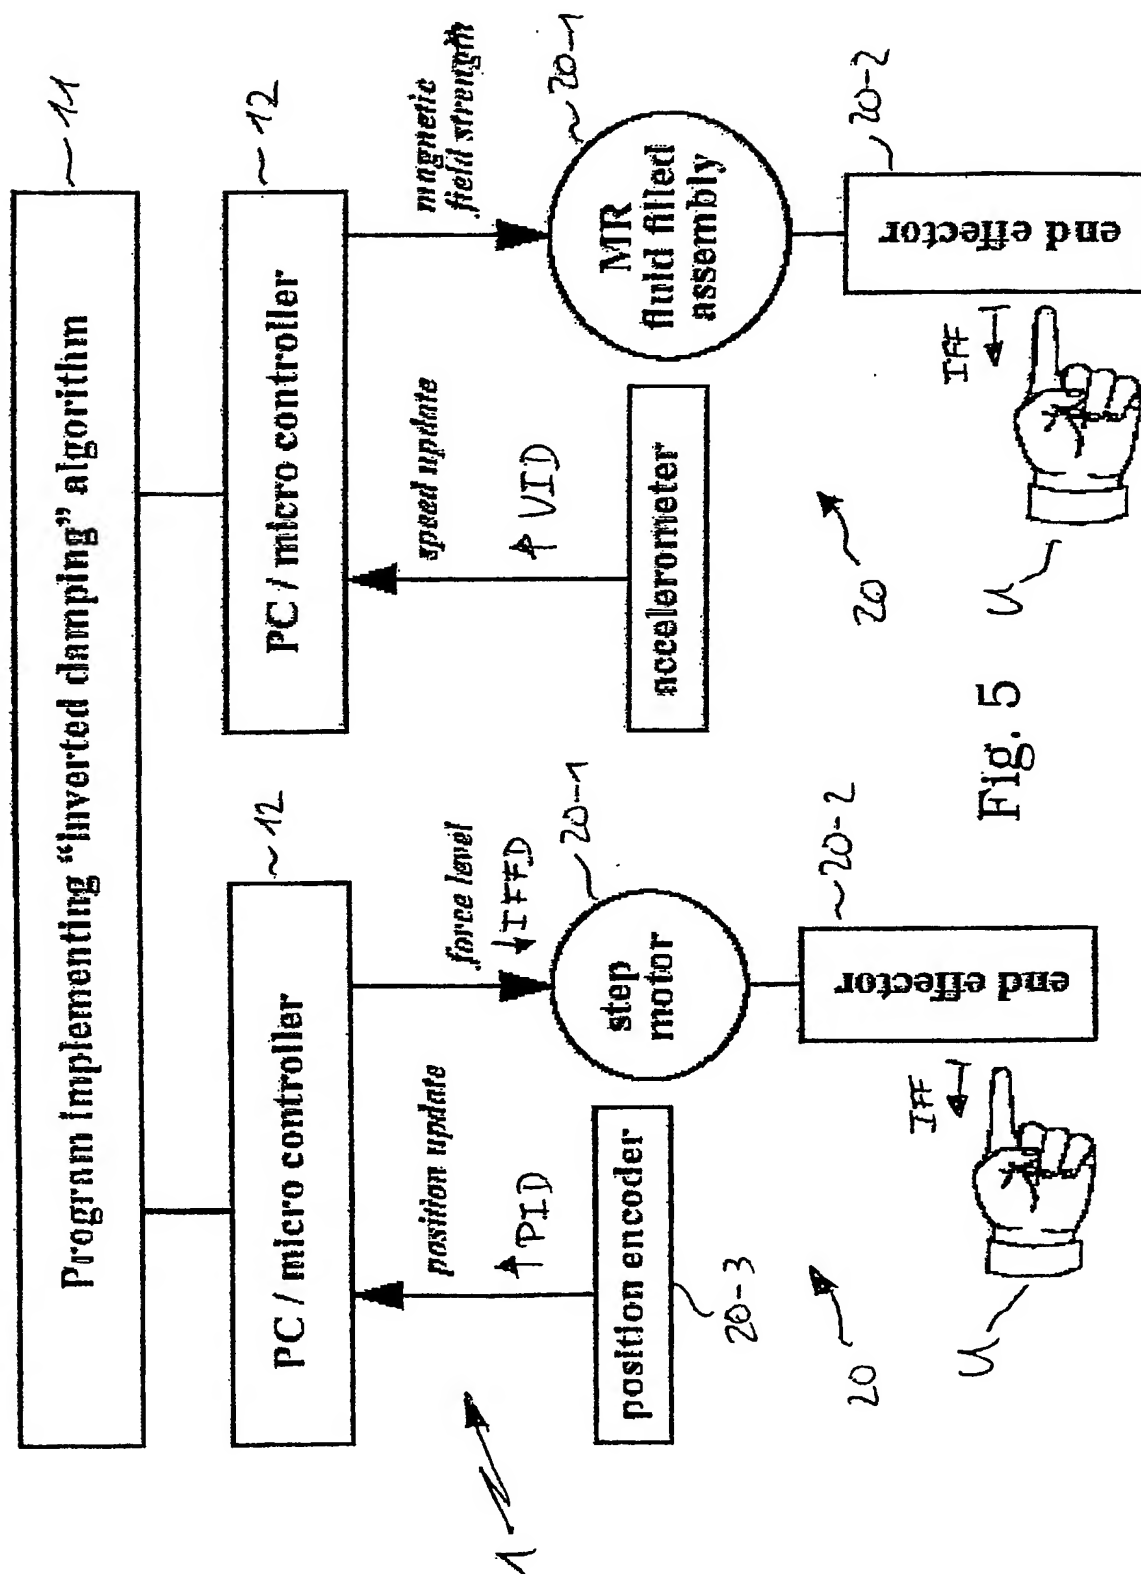 Program implementing "inverted damping" algorithm
11
PC / micro controller
12
PC / micro controller
12
position update
↑ PID
force level
↓ IFFD
speed update
↑ VID
magnetic
field strength
position encoder
20-3
step
motor
20-1
accelerometer
MR
fluid filled
assembly
20-1
end effector
20-2
end effector
20-2
IFF
IFF
1
20
20
U
U
Fig. 5